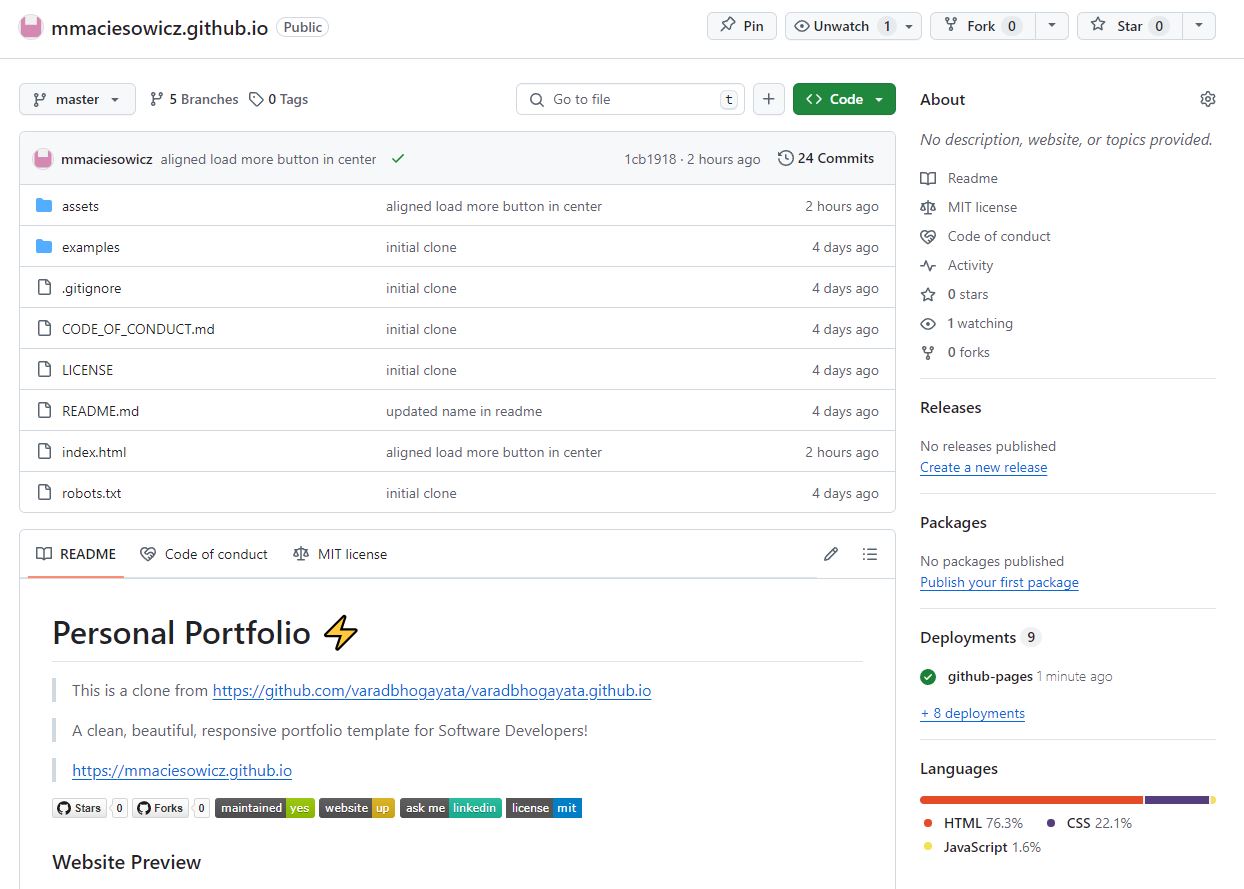 mmaciesowicz.github.io Public Pin Unwatch 1 Fork 0 Star 0
master 5 Branches 0 Tags Go to file t Code
mmaciesowicz aligned load more button in center 1cb1918 · 2 hours ago 24 Commits
assets aligned load more button in center 2 hours ago
examples initial clone 4 days ago
.gitignore initial clone 4 days ago
CODE_OF_CONDUCT.md initial clone 4 days ago
LICENSE initial clone 4 days ago
README.md updated name in readme 4 days ago
index.html aligned load more button in center 2 hours ago
robots.txt initial clone 4 days ago
README Code of conduct MIT license
Personal Portfolio ⚡
This is a clone from https://github.com/varadbhogayata/varadbhogayata.github.io
A clean, beautiful, responsive portfolio template for Software Developers!
https://mmaciesowicz.github.io
Stars 0 Forks 0 maintained yes website up ask me linkedin license mit
Website Preview
About
No description, website, or topics provided.
Readme
MIT license
Code of conduct
Activity
0 stars
1 watching
0 forks
Releases
No releases published
Create a new release
Packages
No packages published
Publish your first package
Deployments 9
github-pages 1 minute ago
+ 8 deployments
Languages
HTML 76.3% CSS 22.1%
JavaScript 1.6%